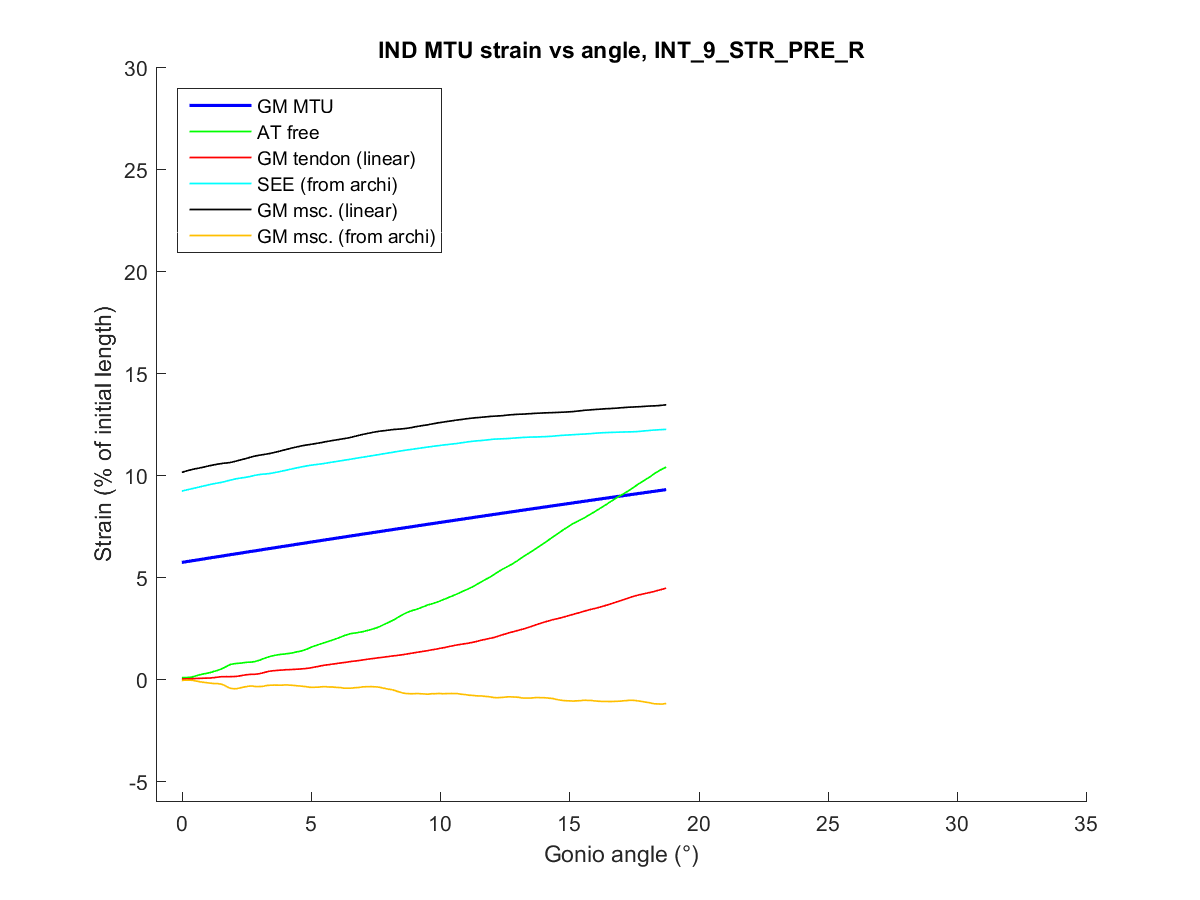 IND MTU strain vs angle, INT_9_STR_PRE_R
30
25
20
15
10
5
0
-5
Strain (% of initial length)
GM MTU
AT free
GM tendon (linear)
SEE (from archi)
GM msc. (linear)
GM msc. (from archi)
0 5 10 15 20 25 30 35
Gonio angle (°)